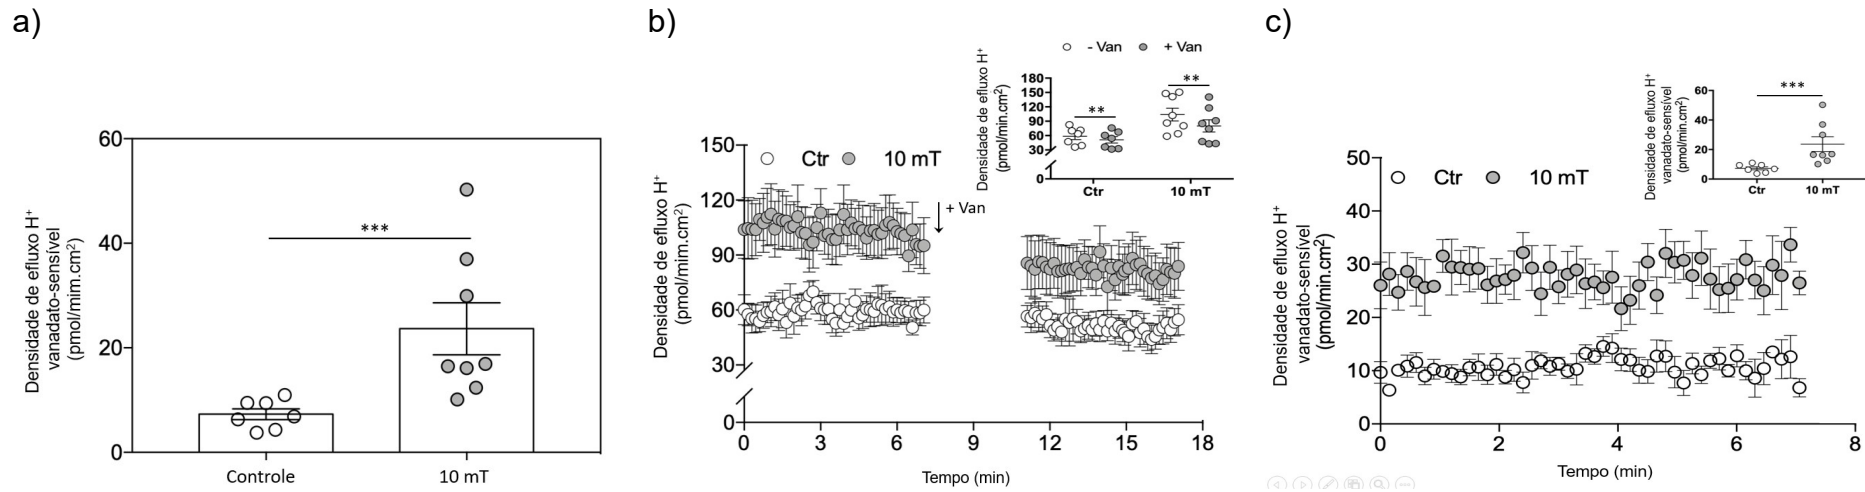 a)
Densidade de efluxo H⁺
vanadato-sensível
(pmol/mim.cm²)
60
40
20
0
***
Controle
10 mT
b)
Densidade de efluxo H⁺
(pmol/mim.cm²)
150
120
90
60
30
0
Ctr
10 mT
+ Van
0
3
6
9
12
15
18
Tempo (min)
- Van
+ Van
Densidade de efluxo H⁺
(pmol/min.cm²)
180
150
120
90
60
30
0
**
**
Ctr
10 mT
c)
Densidade de efluxo H⁺
vanadato-sensível
(pmol/min.cm²)
50
40
30
20
10
0
Ctr
10 mT
0
2
4
6
8
Tempo (min)
Densidade de efluxo H⁺
vanadato-sensível
(pmol/min.cm²)
60
40
20
0
***
Ctr
10 mT